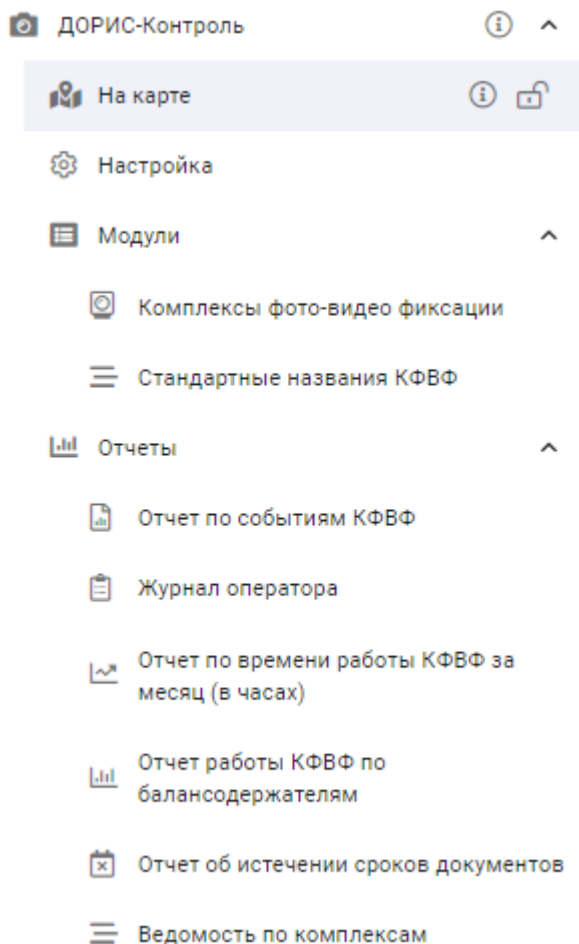 ДОРИС-Контроль
На карте
Настройка
Модули
Комплексы фото-видео фиксации
Стандартные названия КФВФ
Отчеты
Отчет по событиям КФВФ
Журнал оператора
Отчет по времени работы КФВФ за
месяц (в часах)
Отчет работы КФВФ по
балансодержателям
Отчет об истечении сроков документов
Ведомость по комплексам